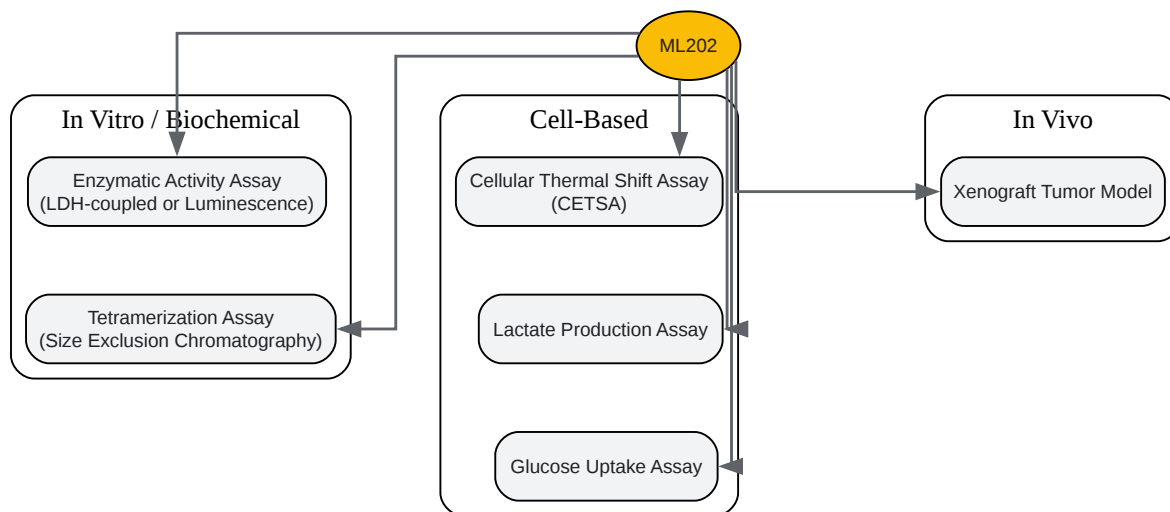 ML202
In Vitro / Biochemical
Enzymatic Activity Assay
(LDH-coupled or Luminescence)
Tetramerization Assay
(Size Exclusion Chromatography)
Cell-Based
Cellular Thermal Shift Assay
(CETSA)
Lactate Production Assay
Glucose Uptake Assay
In Vivo
Xenograft Tumor Model